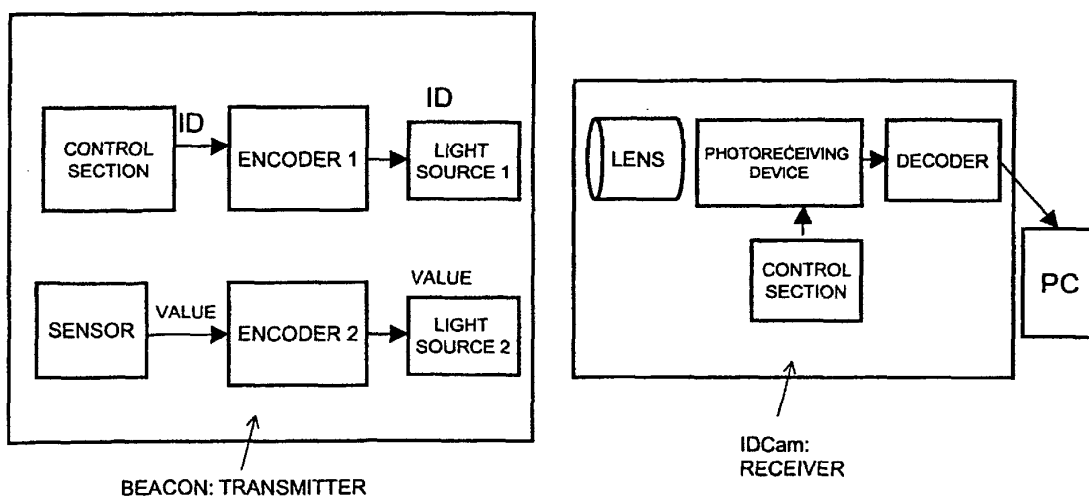 ID
CONTROL
SECTION
ID
ENCODER 1
LIGHT
SOURCE 1
SENSOR
VALUE
ENCODER 2
VALUE
LIGHT
SOURCE 2
BEACON: TRANSMITTER
LENS
PHOTORECEIVING
DEVICE
DECODER
CONTROL
SECTION
PC
IDCam:
RECEIVER